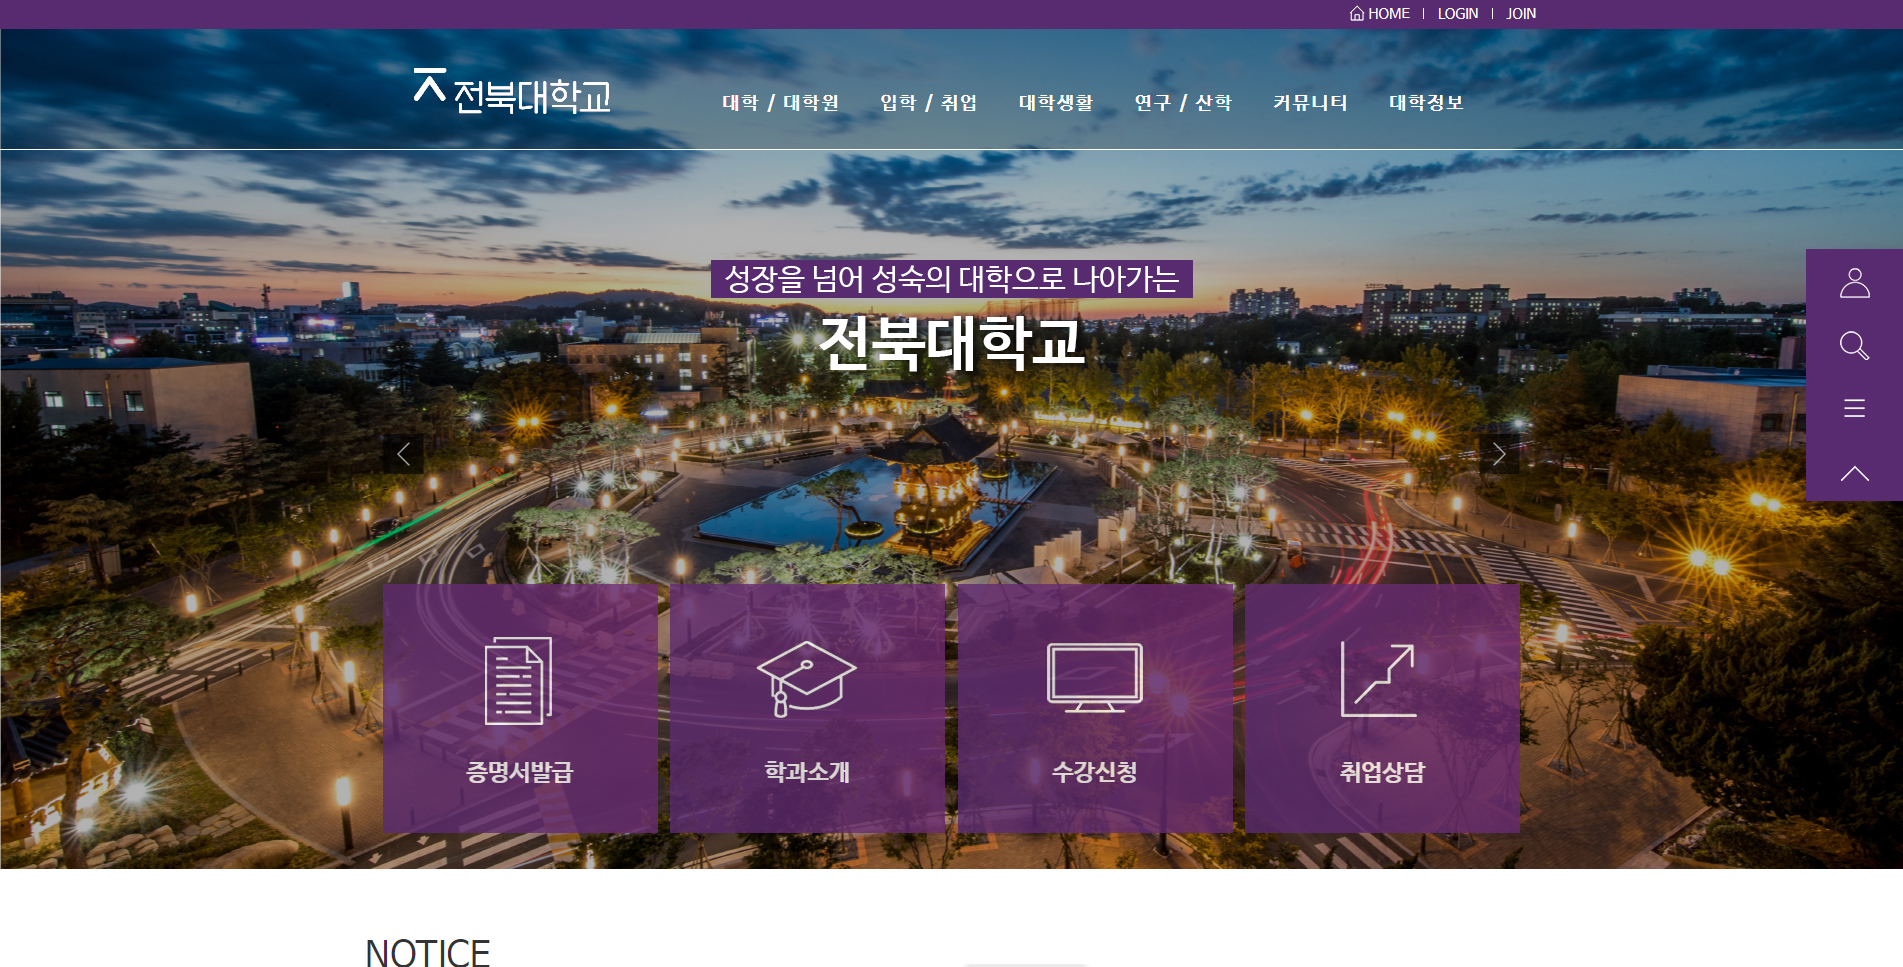 HOME | LOGIN | JOIN
전북대학교
대학 / 대학원 입학 / 취업 대학생활 연구 / 산학 커뮤니티 대학정보
성장을 넘어 성숙의 대학으로 나아가는
전북대학교
증명서발급 학과소개 수강신청 취업상담
NOTICE